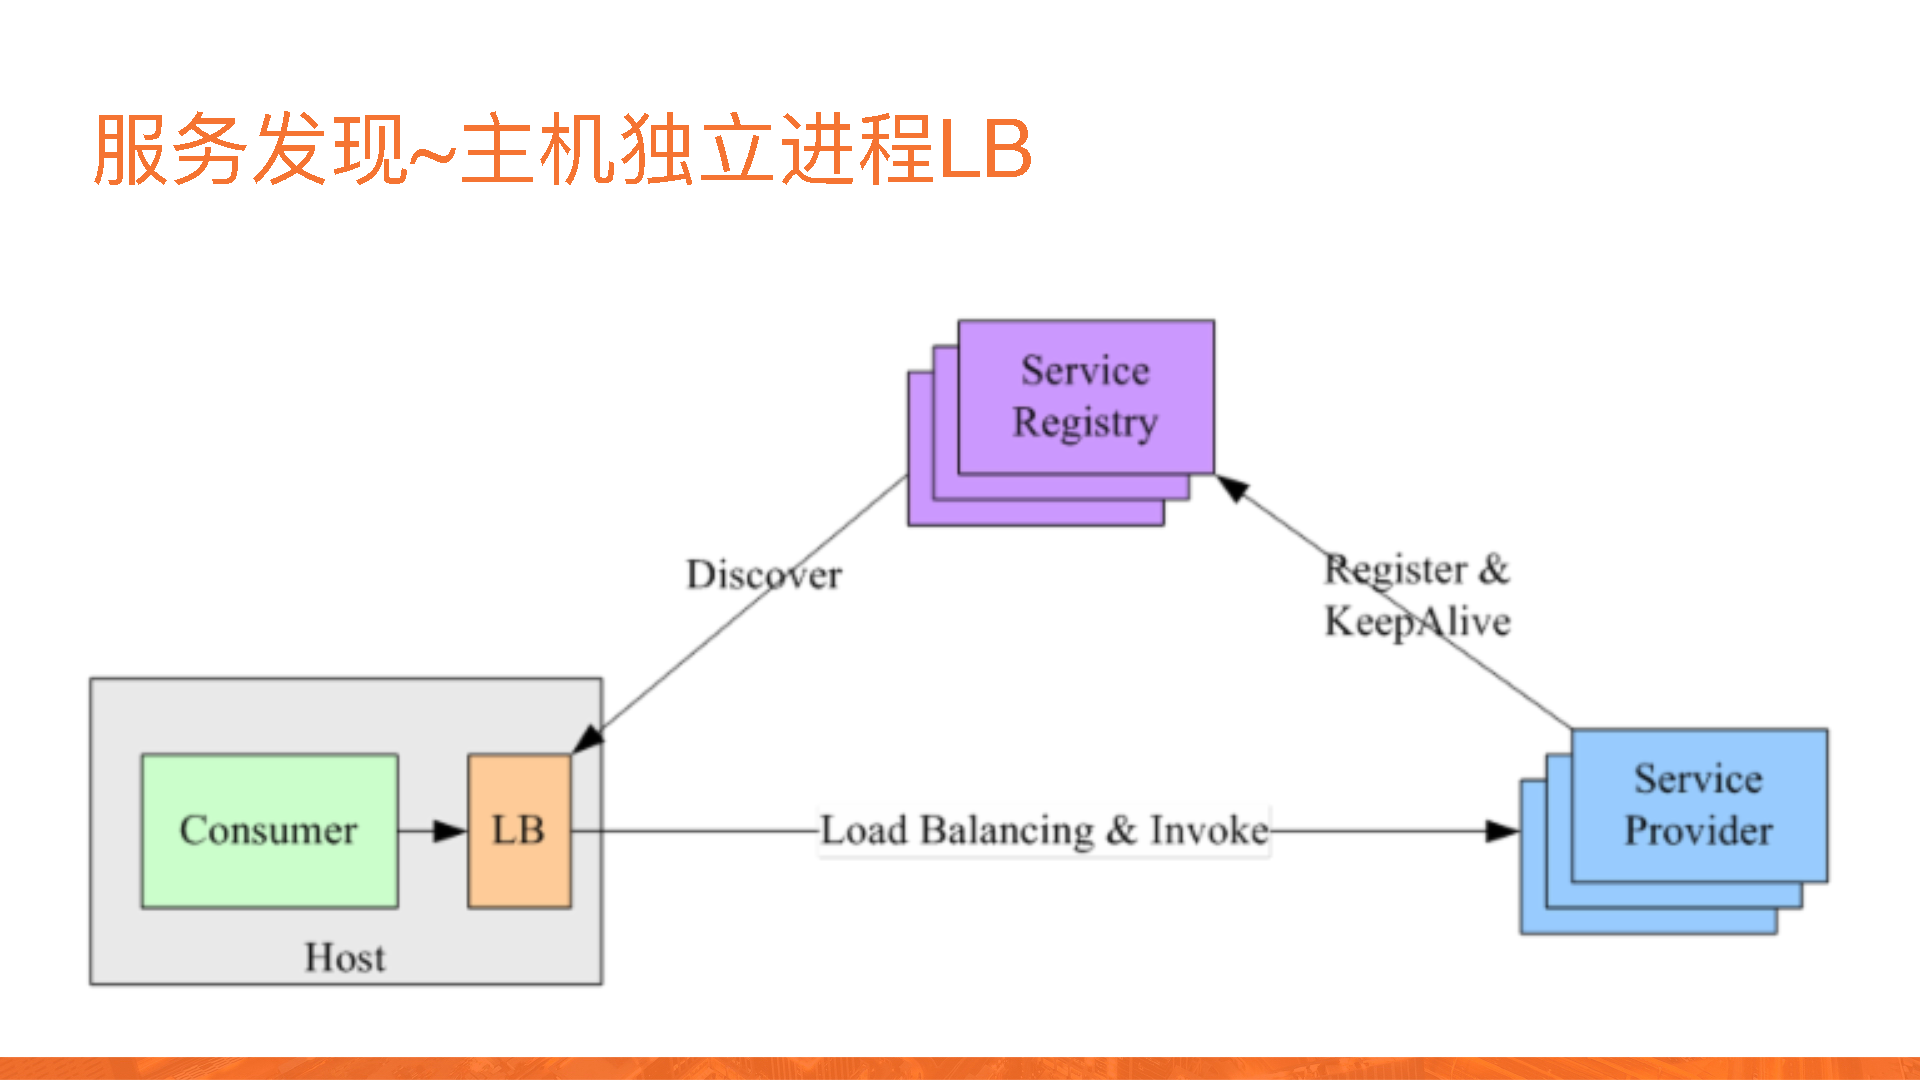 服务发现~主机独立进程LB
Service
Registry
Discover
Register &
KeepAlive
Consumer
LB
Load Balancing & Invoke
Service
Provider
Host